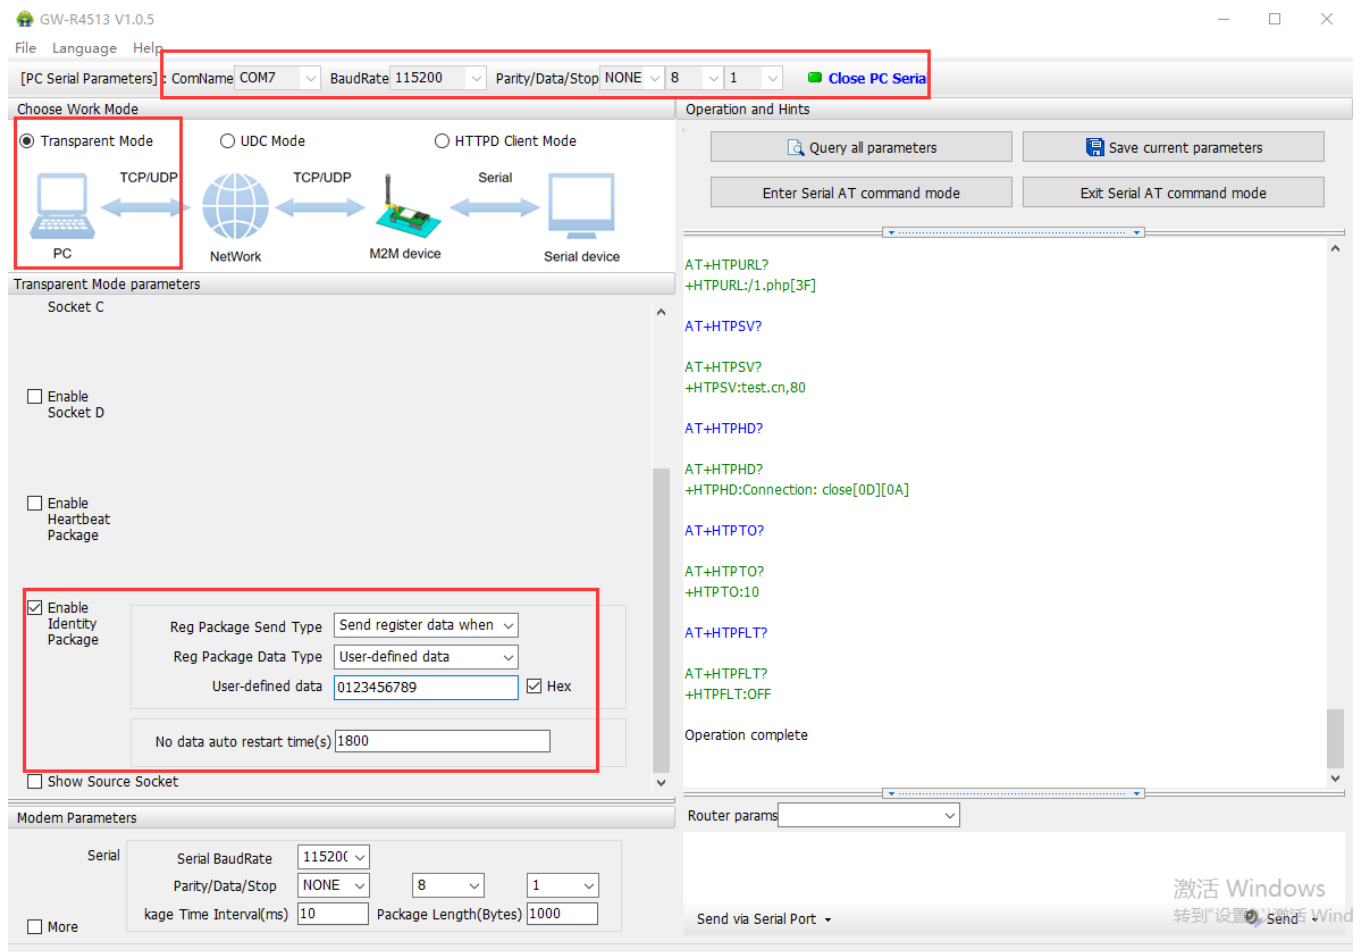 GW-R4513 V1.0.5
File Language Help
[PC Serial Parameters] : ComName COM7 BaudRate 115200 Parity/Data/Stop NONE 8 1 Close PC Seria
Choose Work Mode
Transparent Mode UDC Mode HTTPD Client Mode
TCP/UDP TCP/UDP Serial
PC NetWork M2M device Serial device
Transparent Mode parameters
Socket C
Enable
Socket D
Enable
Heartbeat
Package
Enable
Identity
Package
Reg Package Send Type Send register data when
Reg Package Data Type User-defined data
User-defined data 0123456789 Hex
No data auto restart time(s) 1800
Show Source Socket
Modem Parameters
Serial
Serial BaudRate 115200
Parity/Data/Stop NONE 8 1
kage Time Interval(ms) 10 Package Length(Bytes) 1000
More
Operation and Hints
Query all parameters Save current parameters
Enter Serial AT command mode Exit Serial AT command mode
AT+HTPURL?
+HTPURL:/1.php[3F]
AT+HTPSV?
AT+HTPSV?
+HTPSV:test.cn,80
AT+HTPHD?
AT+HTPHD?
+HTPHD:Connection: close[0D][0A]
AT+HTPTO?
AT+HTPTO?
+HTPTO:10
AT+HTPFLT?
AT+HTPFLT?
+HTPFLT:OFF
Operation complete
Router params
激活 Windows
转到"设置"以激活 Wind
Send via Serial Port Send